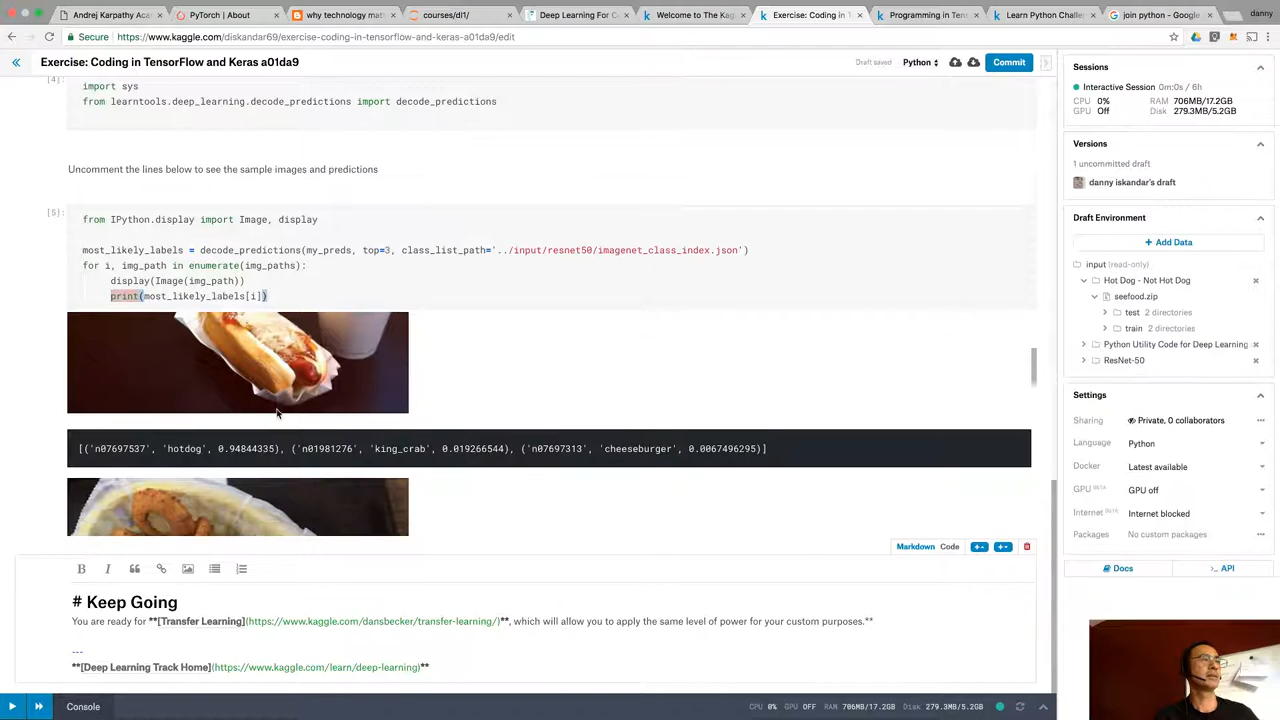 Andrej Karpathy Acade
PyTorch | About
why technology mat
courses/dl1/
Deep Learning For C
Welcome to The Kag
Exercise: Coding in T
Programming in Ten
Learn Python Challe
join python - Google
danny
Secure https://www.kaggle.com/diskandar69/exercise-coding-in-tensorflow-and-keras-a01da9/edit
Exercise: Coding in TensorFlow and Keras a01da9
Draft saved Python Commit
[4]:
import sys
from learntools.deep_learning.decode_predictions import decode_predictions
Uncomment the lines below to see the sample images and predictions
[5]:
from IPython.display import Image, display
most_likely_labels = decode_predictions(my_preds, top=3, class_list_path='../input/resnet50/imagenet_class_index.json')
for i, img_path in enumerate(img_paths):
display(Image(img_path))
print(most_likely_labels[i])
[('n07697537', 'hotdog', 0.94844335), ('n01981276', 'king_crab', 0.019266544), ('n07697313', 'cheeseburger', 0.0067496295)]
Markdown Code
B I
# Keep Going
You are ready for **[Transfer Learning](https://www.kaggle.com/dansbecker/transfer-learning/)**, which will allow you to apply the same level of power for your custom purposes.**
---
**[Deep Learning Track Home](https://www.kaggle.com/learn/deep-learning)**
Console
CPU 0% GPU OFF RAM 706MB/17.2GB Disk 279.3MB/5.2GB
Sessions
Interactive Session 0m:0s / 6h
CPU 0% RAM 706MB/17.2GB
GPU Off Disk 279.3MB/5.2GB
Versions
1 uncommitted draft
danny iskandar's draft
Draft Environment
+ Add Data
input (read-only)
Hot Dog - Not Hot Dog
seefood.zip
test 2 directories
train 2 directories
Python Utility Code for Deep Learning
ResNet-50
Settings
Sharing Private, 0 collaborators
Language Python
Docker Latest available
GPU BETA GPU off
Internet BETA Internet blocked
Packages No custom packages
Docs
API